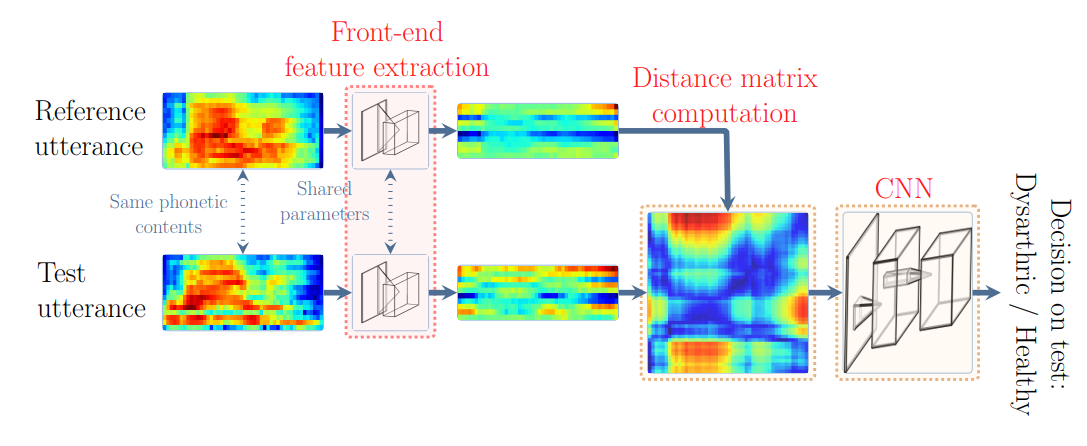 Front-end
feature extraction
Distance matrix
computation
Reference
utterance
Same phonetic
contents
Shared
parameters
CNN
Test
utterance
Decision on test:
Dysarthric / Healthy